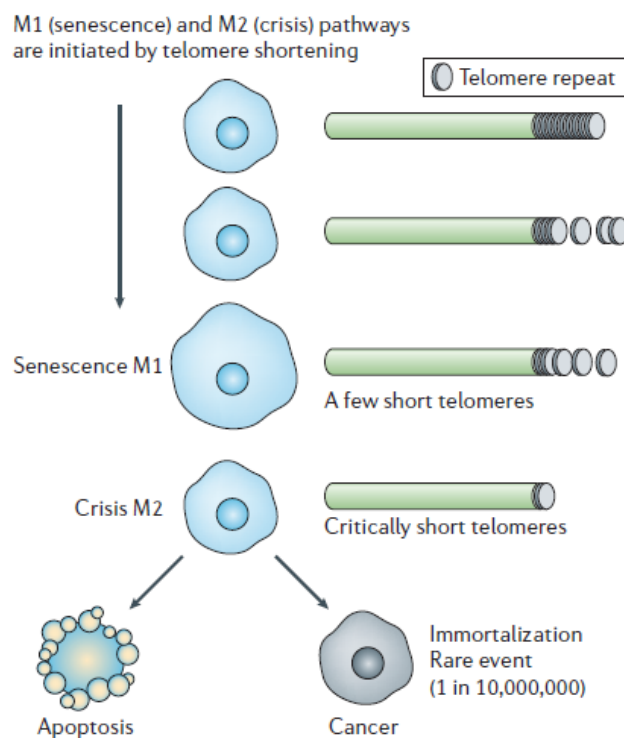 M1 (senescence) and M2 (crisis) pathways
are initiated by telomere shortening
Telomere repeat
Senescence M1
A few short telomeres
Crisis M2
Critically short telomeres
Immortalization
Rare event
(1 in 10,000,000)
Apoptosis
Cancer